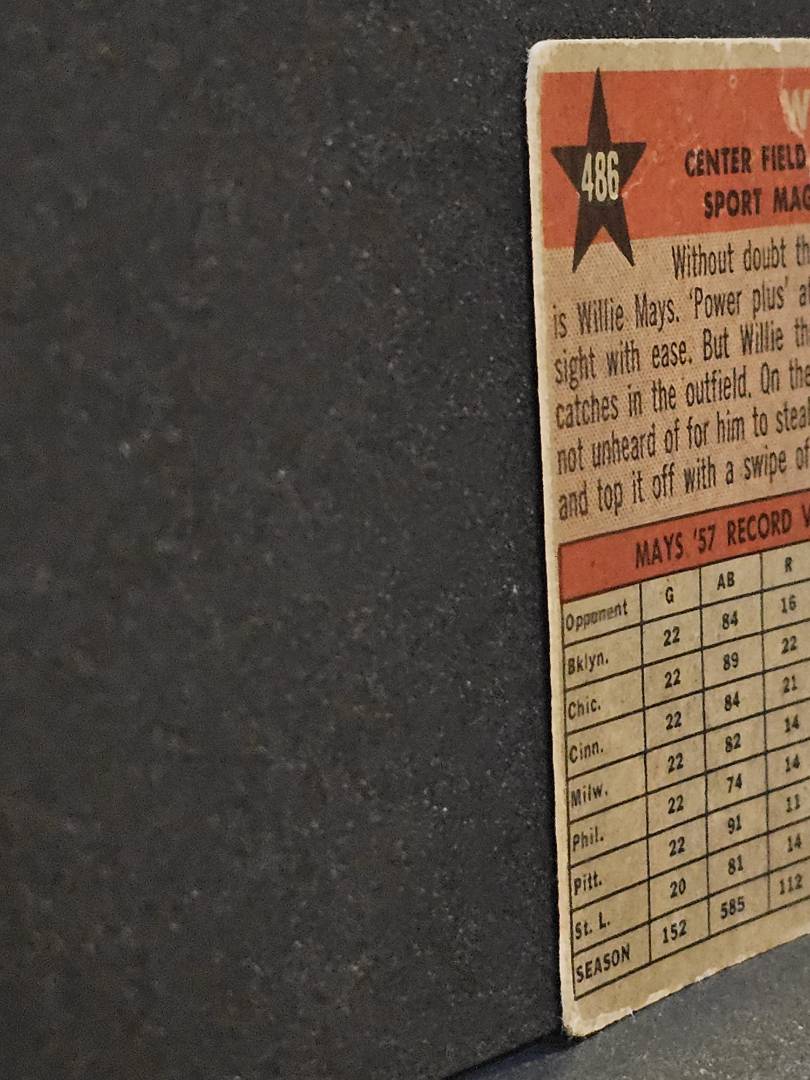 486
CENTER FIELD
SPORT MAG
Without doubt th
is Willie Mays. 'Power plus' at
sight with ease. But Willie th
catches in the outfield. On the
not unheard of for him to steal
and top it off with a swipe of
MAYS '57 RECORD V
Opponent G AB R
Bklyn. 22 84 16
Chic. 22 89 22
Cinn. 22 84 21
Milw. 22 82 14
Phil. 22 74 14
Pitt. 22 91 11
St. L. 20 81 14
SEASON 152 585 112